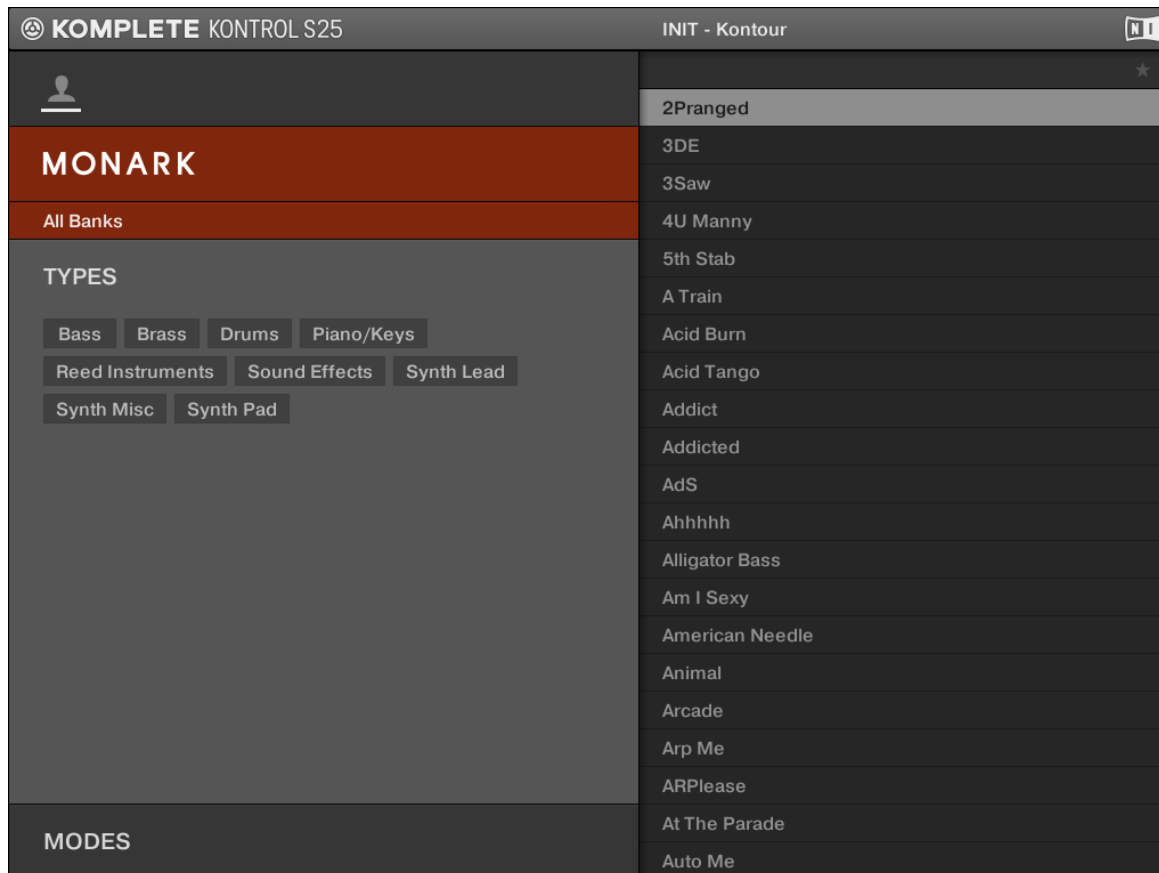 KOMPLETE KONTROL S25
INIT - Kontour
NI
MONARK
All Banks
TYPES
Bass Brass Drums Piano/Keys
Reed Instruments Sound Effects Synth Lead
Synth Misc Synth Pad
MODES
2Pranged
3DE
3Saw
4U Manny
5th Stab
A Train
Acid Burn
Acid Tango
Addict
Addicted
AdS
Ahhhhh
Alligator Bass
Am I Sexy
American Needle
Animal
Arcade
Arp Me
ARPlease
At The Parade
Auto Me